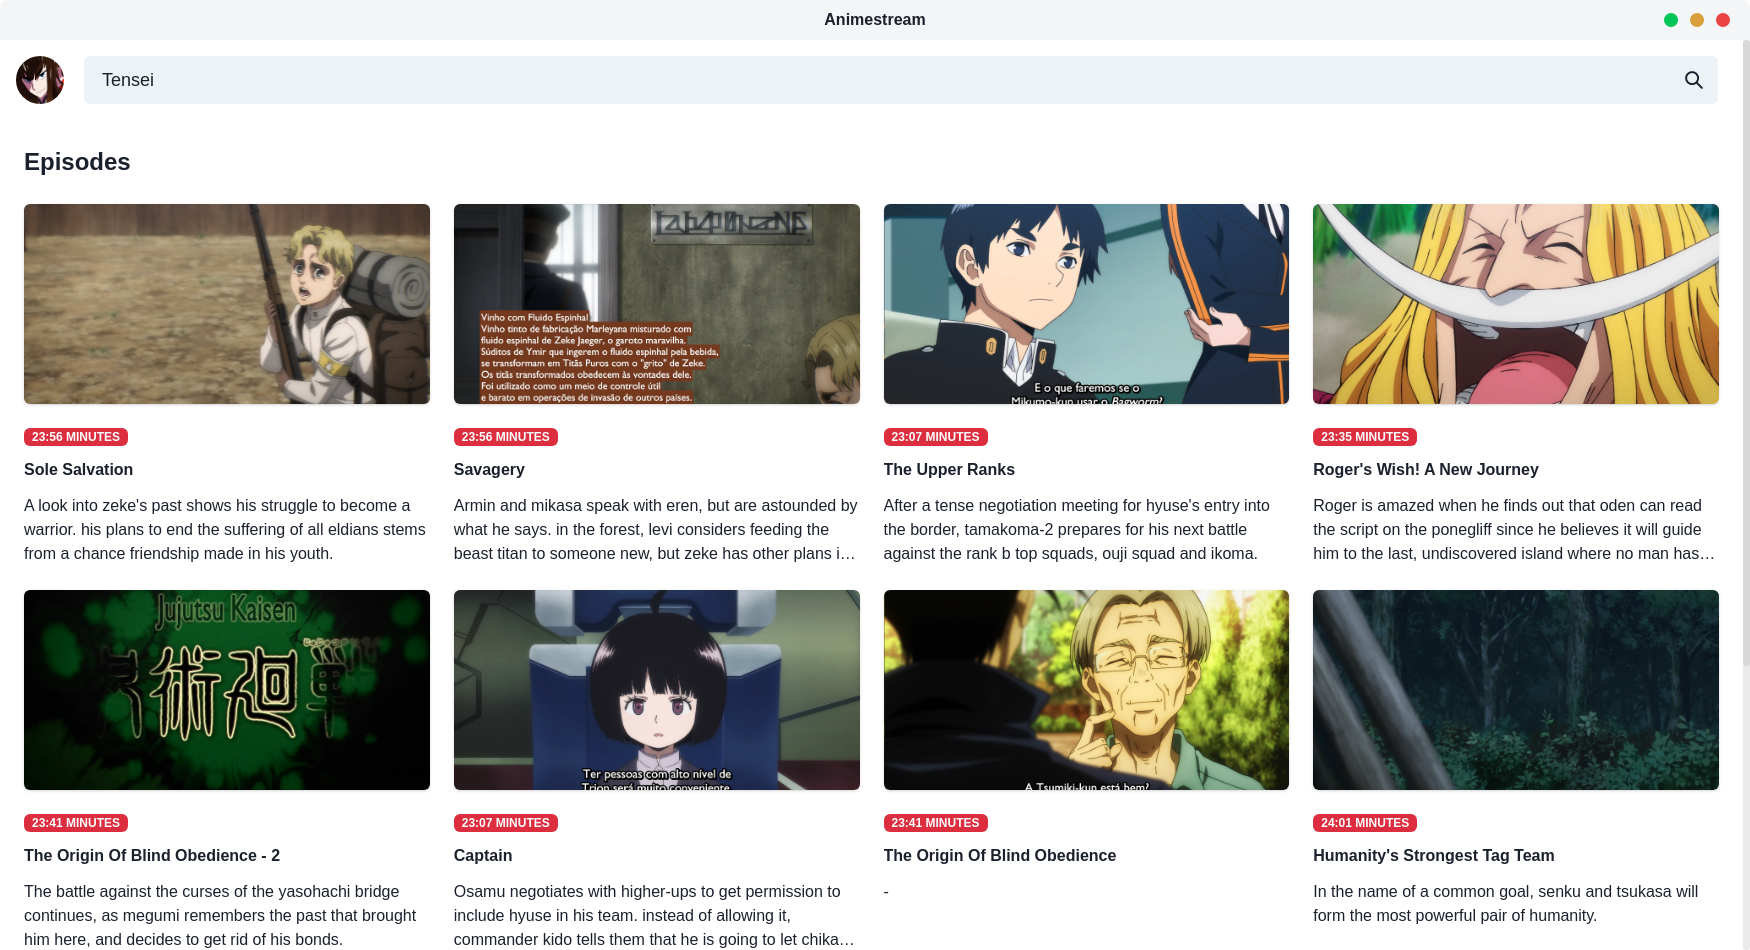 Animestream
Tensei
Episodes
Vinho com Fluido Espinhal
Vinho tinto de fabricação Marleyana misturado com
fluido espinhal de Zeke Jaeger, o garoto maravilha.
Súditos de Ymir que ingerem o fluido espinhal pela bebida,
se transformam em Titãs Puros com o "grito" de Zeke.
Os titãs transformados obedecem às vontades dele.
Foi utilizado como um meio de controle útil
e barato em operações de invasão de outros países.
E o que faremos se o
Mikumo-kun usar o Bagworm?
23:56 MINUTES
Sole Salvation
A look into zeke's past shows his struggle to become a
warrior. his plans to end the suffering of all eldians stems
from a chance friendship made in his youth.
23:56 MINUTES
Savagery
Armin and mikasa speak with eren, but are astounded by
what he says. in the forest, levi considers feeding the
beast titan to someone new, but zeke has other plans i…
23:07 MINUTES
The Upper Ranks
After a tense negotiation meeting for hyuse's entry into
the border, tamakoma-2 prepares for his next battle
against the rank b top squads, ouji squad and ikoma.
23:35 MINUTES
Roger's Wish! A New Journey
Roger is amazed when he finds out that oden can read
the script on the ponegliff since he believes it will guide
him to the last, undiscovered island where no man has…
Jujutsu Kaisen
呪術廻戦
Ter pessoas com alto nível de
Trion será muito conveniente
A Tsumiki-kun está bem?
23:41 MINUTES
The Origin Of Blind Obedience - 2
The battle against the curses of the yasohachi bridge
continues, as megumi remembers the past that brought
him here, and decides to get rid of his bonds.
23:07 MINUTES
Captain
Osamu negotiates with higher-ups to get permission to
include hyuse in his team. instead of allowing it,
commander kido tells them that he is going to let chika…
23:41 MINUTES
The Origin Of Blind Obedience
-
24:01 MINUTES
Humanity's Strongest Tag Team
In the name of a common goal, senku and tsukasa will
form the most powerful pair of humanity.